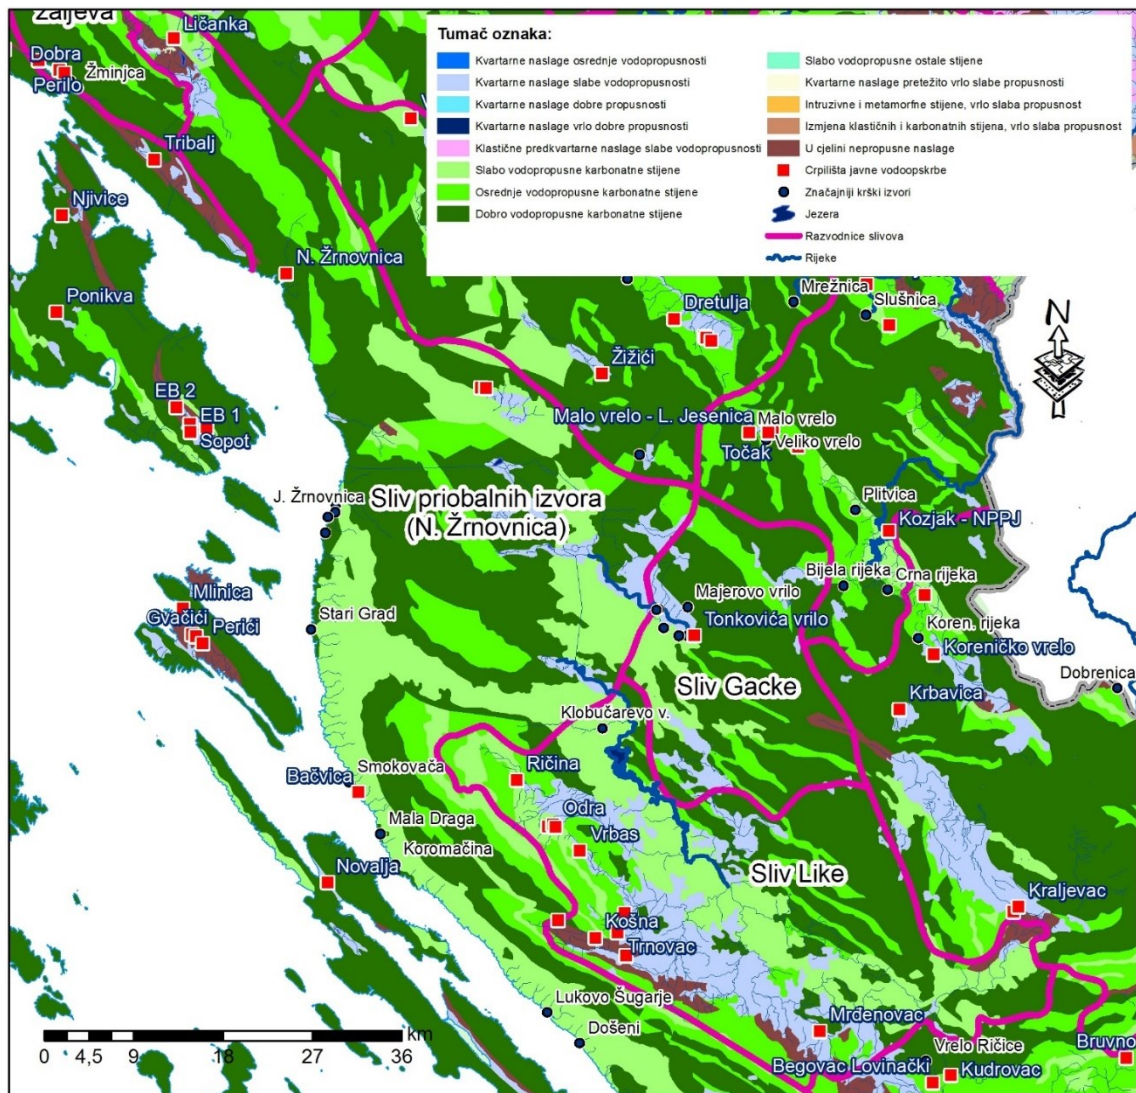 Zaljeva
Ličanka
Dobra
Žminjca
Perilo
Tribalj
Njivice
N. Žrnovnica
Ponikva
Tumač oznaka:
Kvartarne naslage osrednje vodopropusnosti
Kvartarne naslage slabe vodopropusnosti
Kvartarne naslage dobre propusnosti
Kvartarne naslage vrlo dobre propusnosti
Klastične predkvartarne naslage slabe vodopropusnosti
Slabo vodopropusne karbonatne stijene
Osrednje vodopropusne karbonatne stijene
Dobro vodopropusne karbonatne stijene
Slabo vodopropusne ostale stijene
Kvartarne naslage pretežito vrlo slabe propusnosti
Intruzivne i metamorfne stijene, vrlo slaba propusnost
Izmjena klastičnih i karbonatnih stijena, vrlo slaba propusnost
U cjelini nepropusne naslage
Crpilišta javne vodoopskrbe
Značajniji krški izvori
Jezera
Razvodnice slivova
Rijeke
Mrežnica
Dretulja
Slušnica
N
Žižići
EB 2
EB 1
Sopot
Malo vrelo - L. Jesenica
Malo vrelo
Veliko vrelo
Točak
J. Žrnovnica
Sliv priobalnih izvora
(N. Žrnovnica)
Plitvica
Kozjak - NPPJ
Bijela rijeka
Crna rijeka
Mlinica
Gvačići
Perići
Stari Grad
Majerovo vrilo
Tonkovića vrilo
Koren. rijeka
Koreničko vrelo
Dobrenica
Sliv Gacke
Krbavica
Klobučarevo v.
Smokovača
Bačvica
Ričina
Mala Draga
Odra
Koromačina
Vrbas
Novalja
Sliv Like
Kraljevac
Košna
Trnovac
Lukovo Šugarje
Došeni
Mrđenovac
Vrelo Ričice
Bruvno
Begovac Lovinački
Kudrovac
km
0 4,5 9 18 27 36